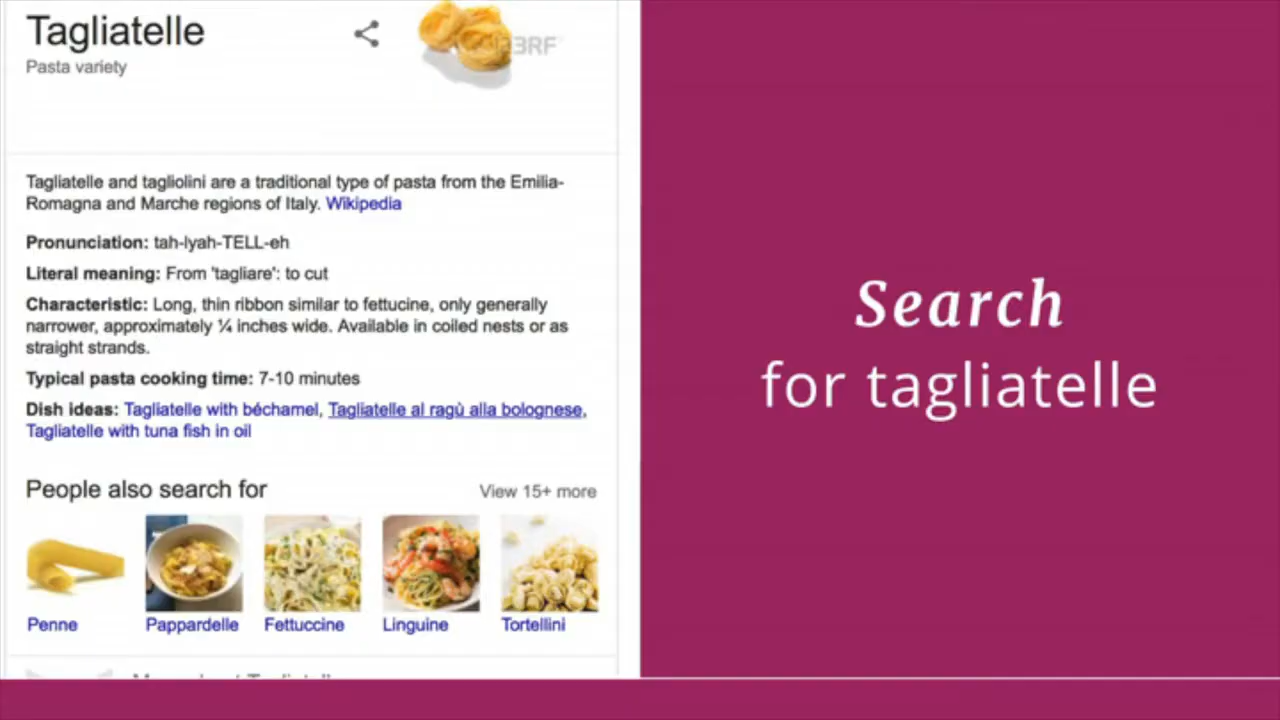 Tagliatelle
Pasta variety
Tagliatelle and tagliolini are a traditional type of pasta from the Emilia-
Romagna and Marche regions of Italy. Wikipedia
Pronunciation: tah-lyah-TELL-eh
Literal meaning: From 'tagliare': to cut
Characteristic: Long, thin ribbon similar to fettucine, only generally
narrower, approximately ¼ inches wide. Available in coiled nests or as
straight strands.
Typical pasta cooking time: 7-10 minutes
Dish ideas: Tagliatelle with béchamel, Tagliatelle al ragù alla bolognese,
Tagliatelle with tuna fish in oil
People also search for
View 15+ more
Penne
Pappardelle
Fettuccine
Linguine
Tortellini
Search
for tagliatelle